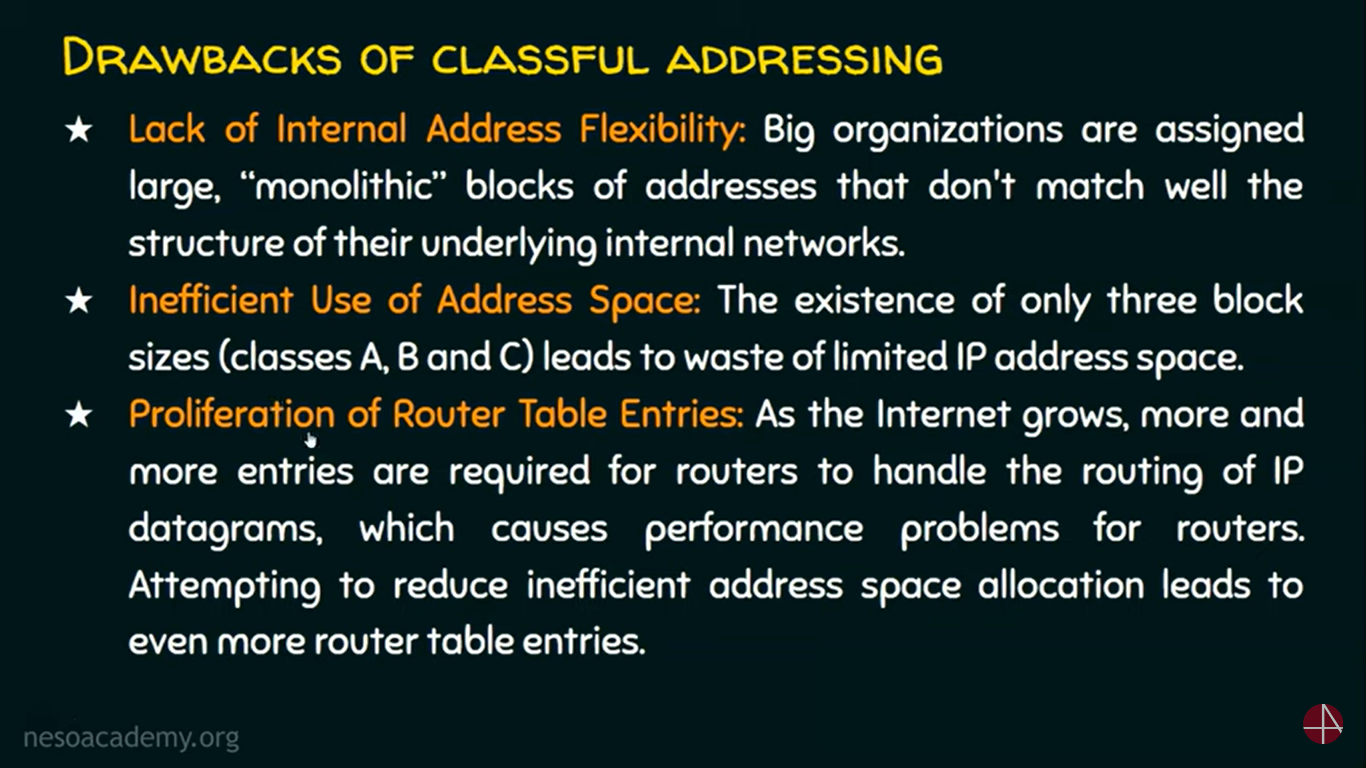 DRAWBACKS OF CLASSFUL ADDRESSING
★ Lack of Internal Address Flexibility: Big organizations are assigned
large, “monolithic” blocks of addresses that don't match well the
structure of their underlying internal networks.
★ Inefficient Use of Address Space: The existence of only three block
sizes (classes A, B and C) leads to waste of limited IP address space.
★ Proliferation of Router Table Entries: As the Internet grows, more and
more entries are required for routers to handle the routing of IP
datagrams, which causes performance problems for routers.
Attempting to reduce inefficient address space allocation leads to
even more router table entries.
nesoacademy.org